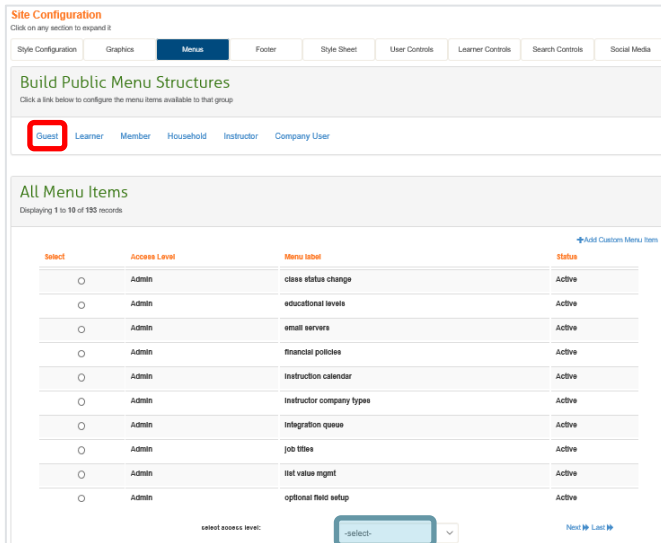 Site Configuration
Click on any section to expand it
Style Configuration Graphics Menus Footer Style Sheet User Controls Learner Controls Search Controls Social Media
Build Public Menu Structures
Click a link below to configure the menu items available to that group
Guest Learner Member Household Instructor Company User
All Menu Items
Displaying 1 to 10 of 193 records
+Add Custom Menu Item
Select Access Level Menu label Status
Admin class status change Active
Admin educational levels Active
Admin email servers Active
Admin financial policies Active
Admin instruction calendar Active
Admin instructor company types Active
Admin integration queue Active
Admin job titles Active
Admin list value mgmt Active
Admin optional field setup Active
select access level: -select- Next Last